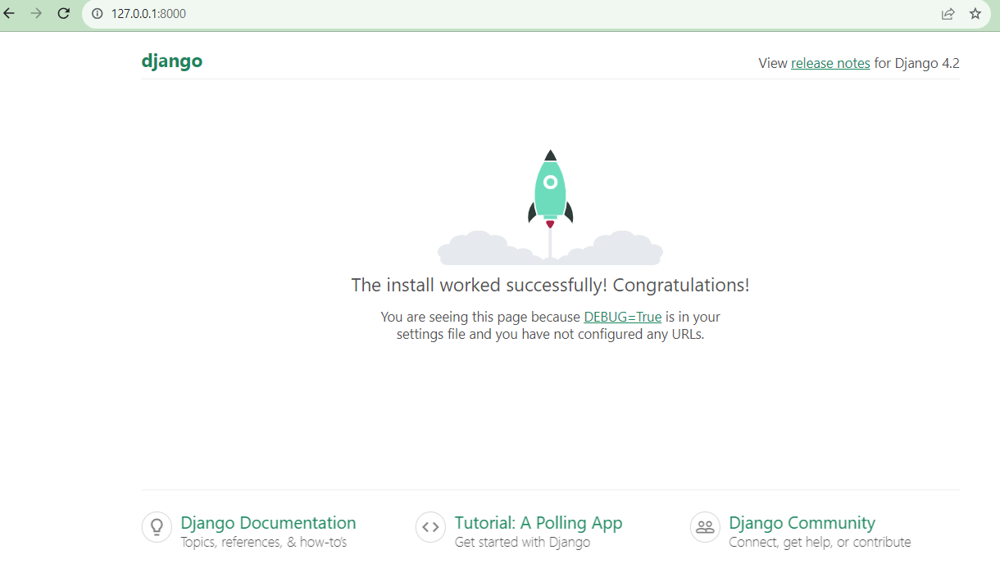 127.0.0.1:8000
django
View release notes for Django 4.2
The install worked successfully! Congratulations!
You are seeing this page because DEBUG=True is in your
settings file and you have not configured any URLs.
Django Documentation
Topics, references, & how-to's
Tutorial: A Polling App
Get started with Django
Django Community
Connect, get help, or contribute